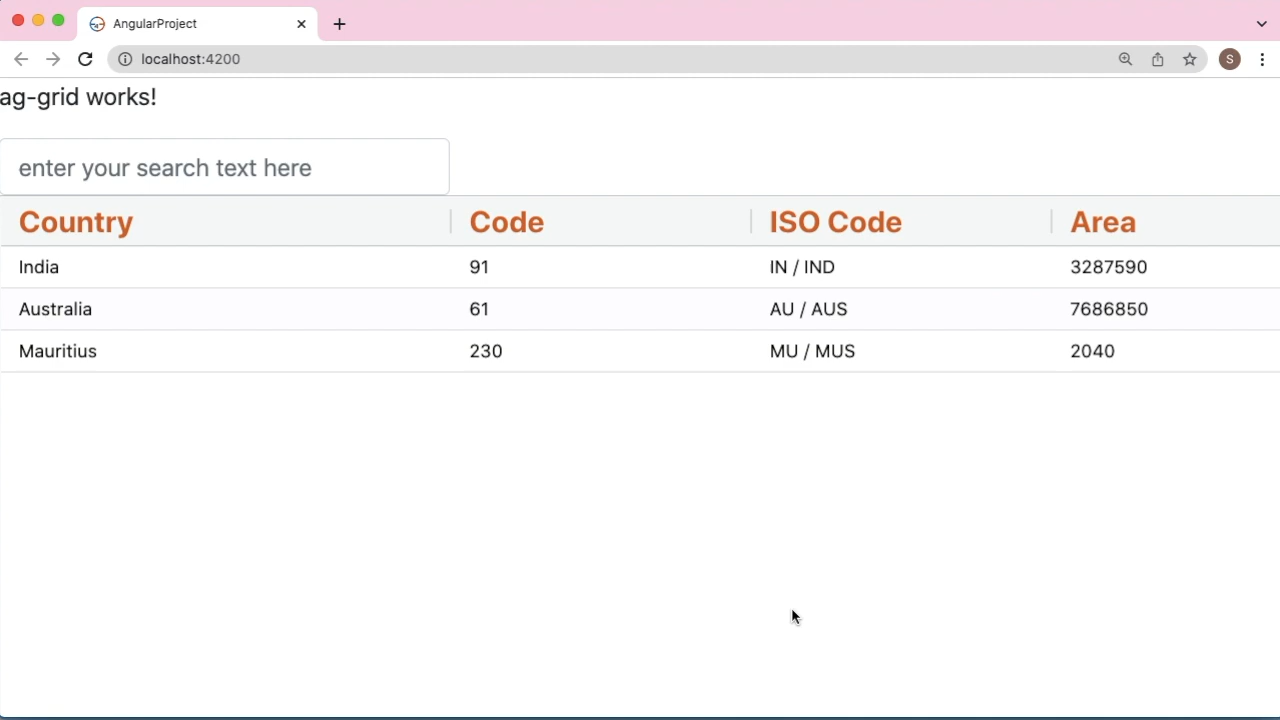 AngularProject
localhost:4200
S
ag-grid works!
enter your search text here
Country Code ISO Code Area
India 91 IN / IND 3287590
Australia 61 AU / AUS 7686850
Mauritius 230 MU / MUS 2040